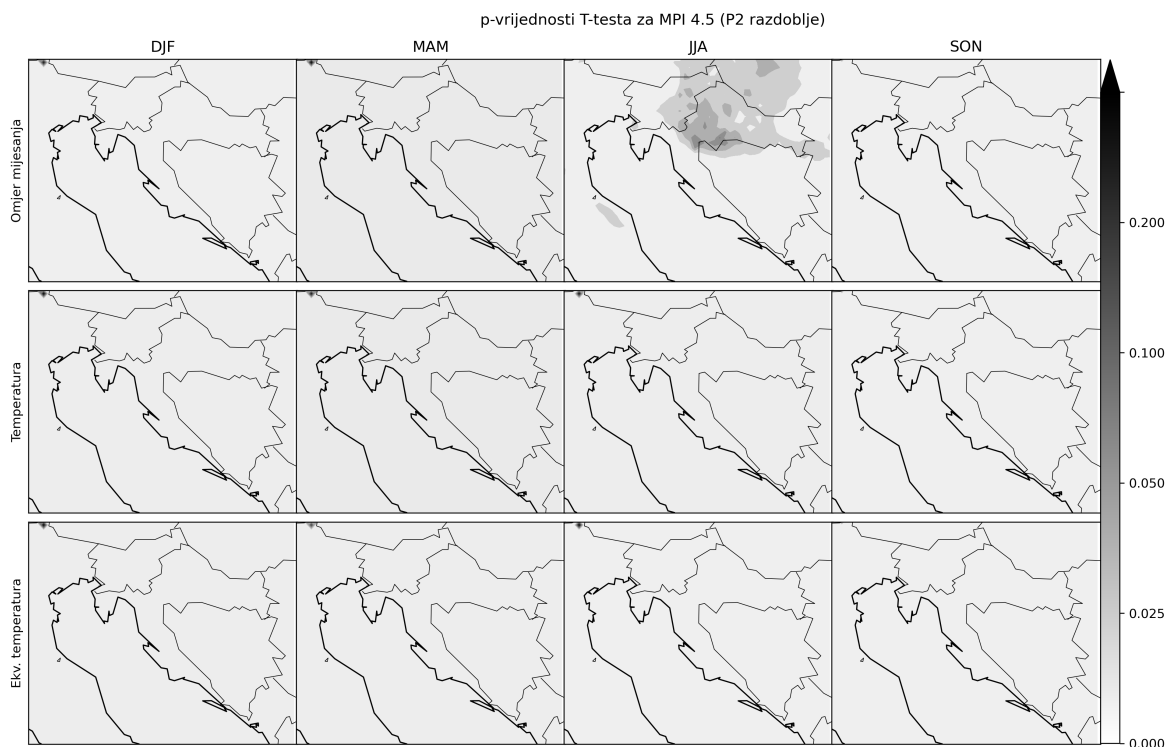 p-vrijednosti T-testa za MPI 4.5 (P2 razdoblje)
DJF MAM JJA SON
Omjer mijesanja
Temperatura
Ekv. temperatura
0.200
0.100
0.050
0.025
0.000